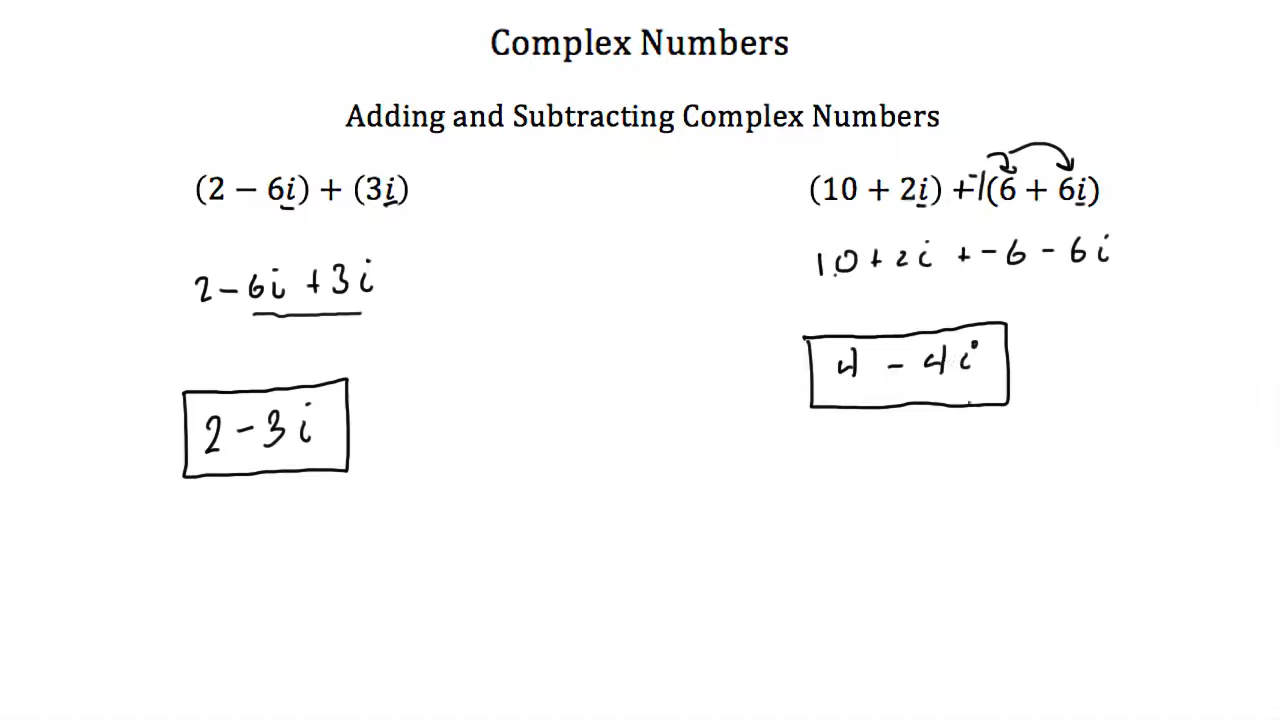 Complex Numbers
Adding and Subtracting Complex Numbers
(2 − 6i) + (3i)
2 − 6i + 3i
2 − 3i
(10 + 2i) + -1(6 + 6i)
10 + 2i + -6 - 6i
4 - 4i